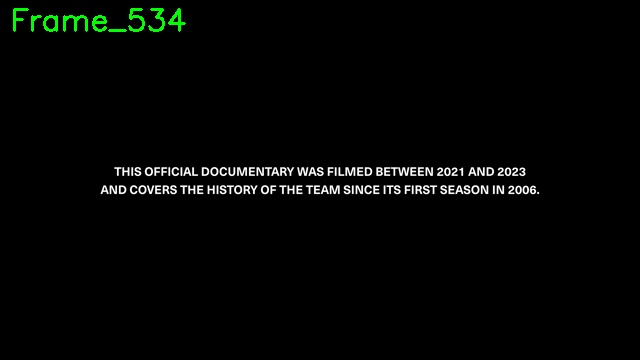 Frame_534
THIS OFFICIAL DOCUMENTARY WAS FILMED BETWEEN 2021 AND 2023
AND COVERS THE HISTORY OF THE TEAM SINCE ITS FIRST SEASON IN 2006.